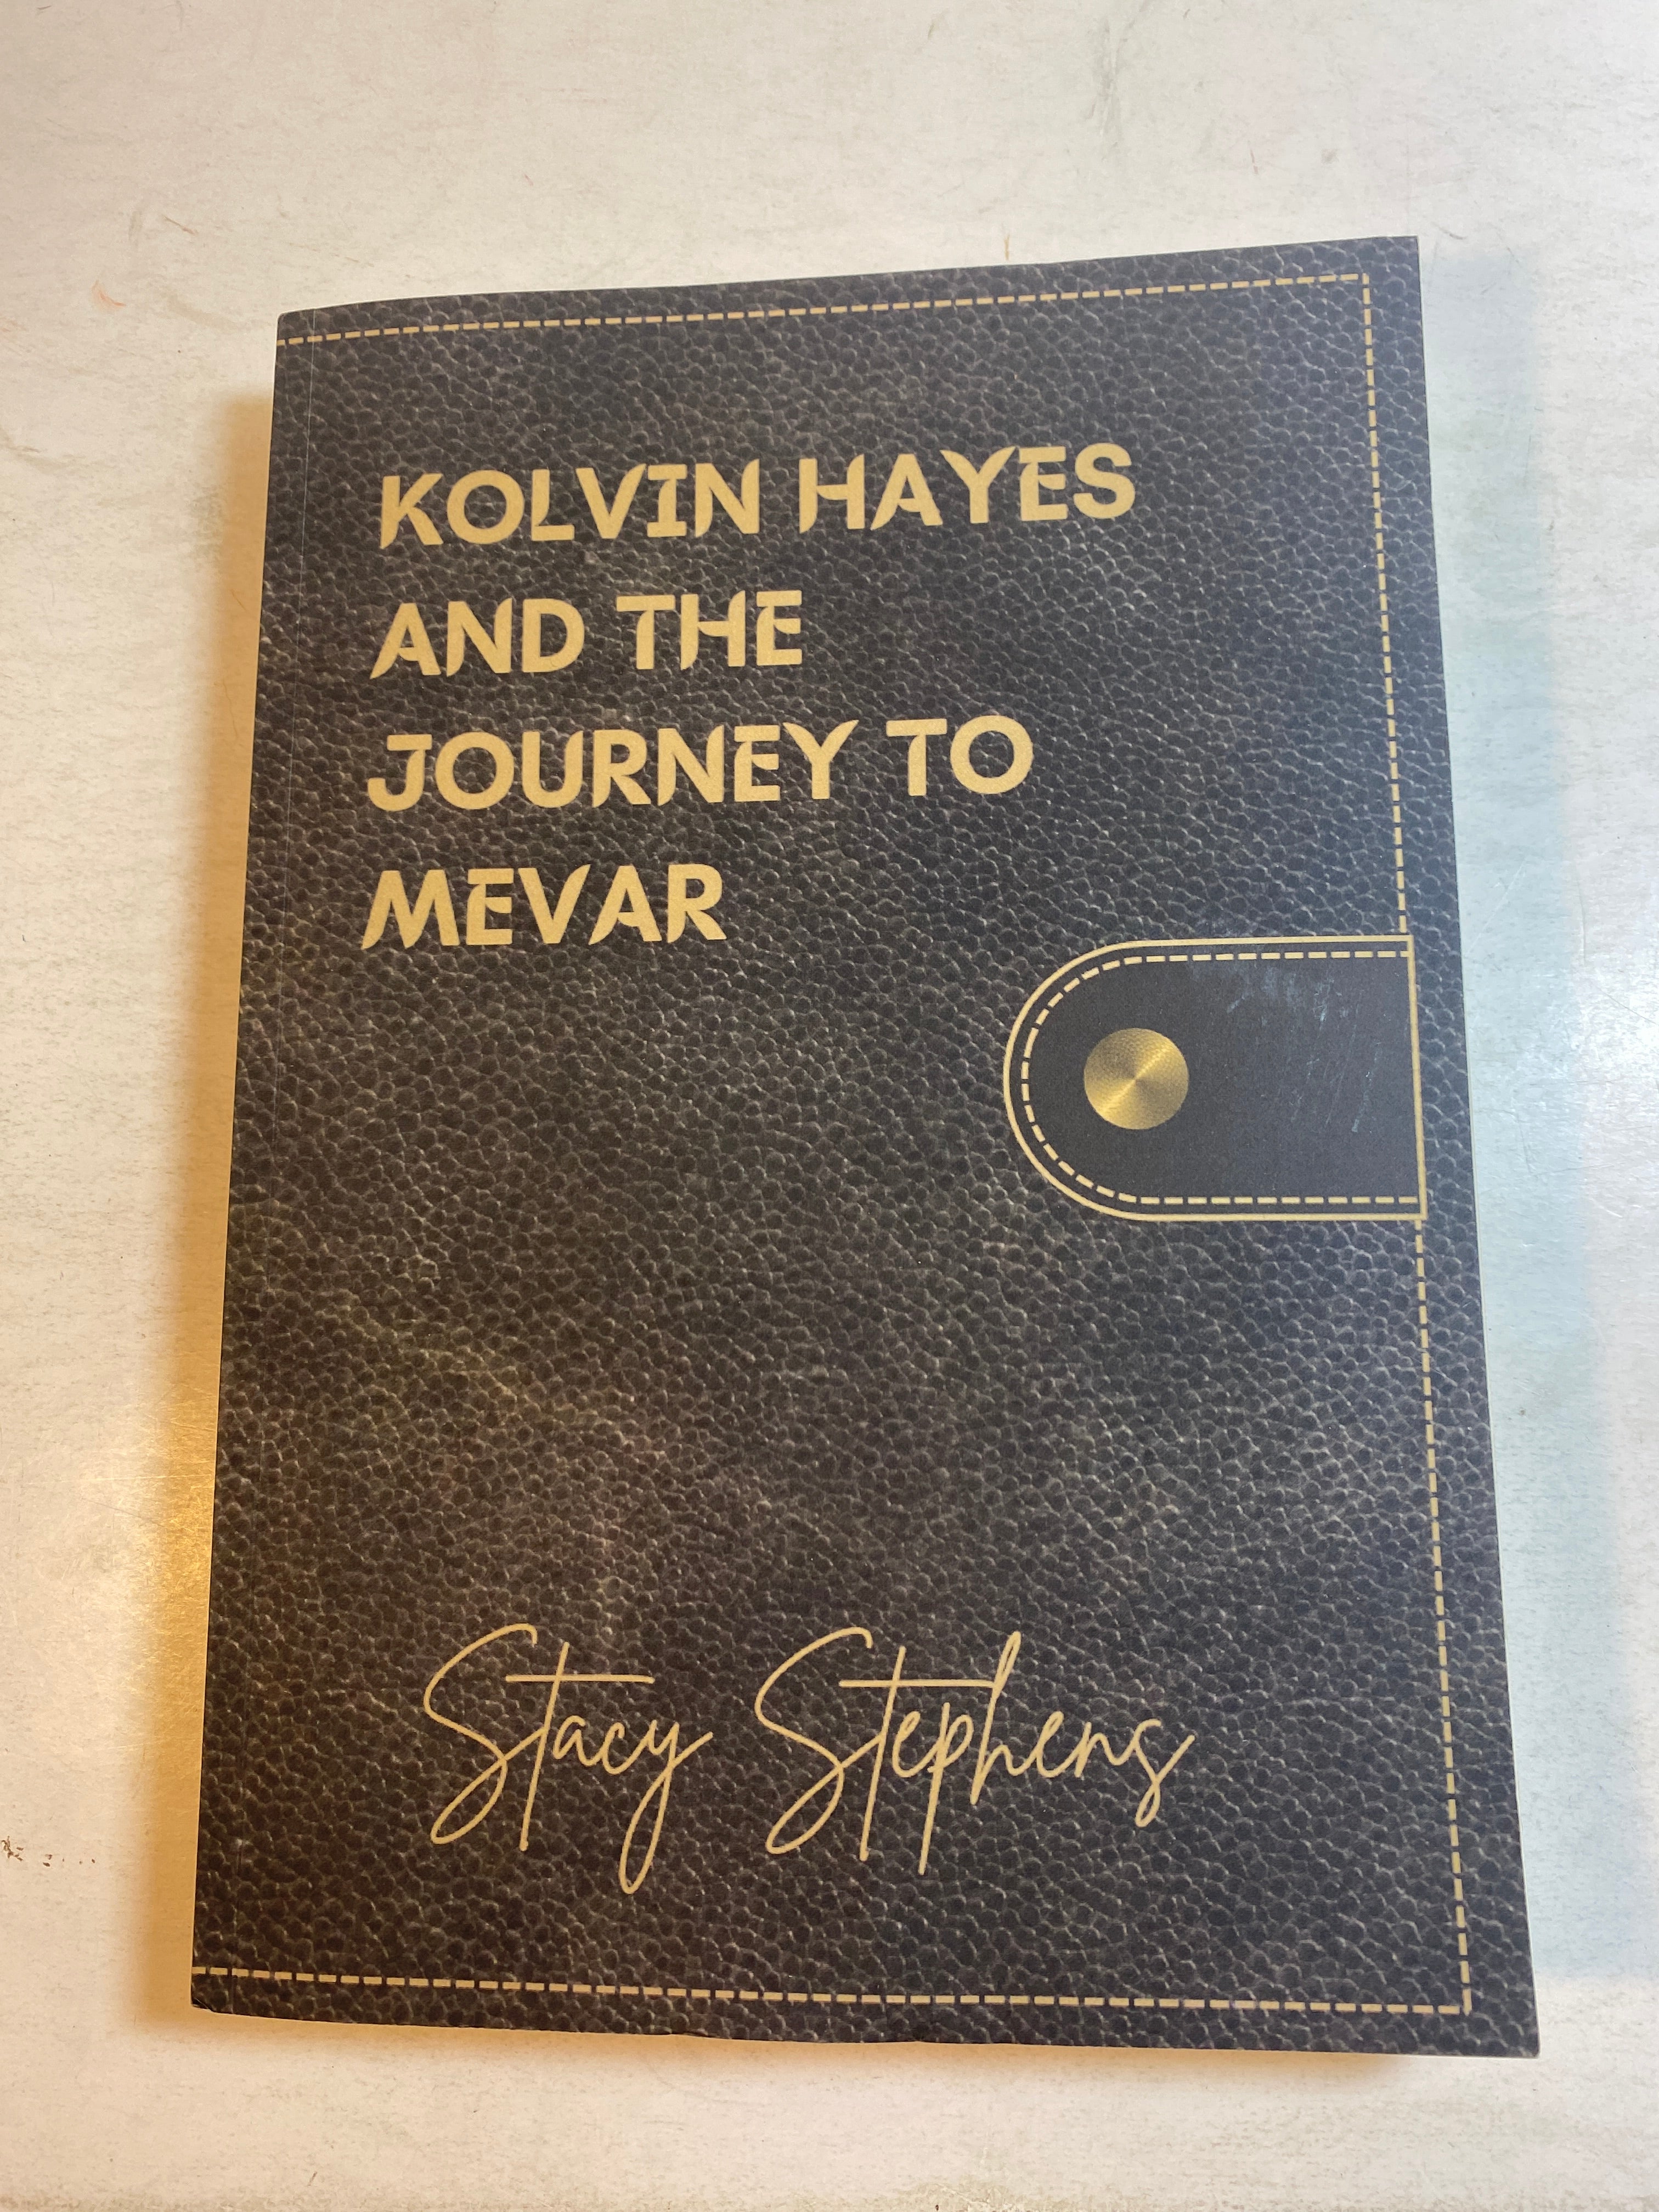 KOLVIN HAYES
AND THE
JOURNEY TO
MEVAR
Stacy Stephens